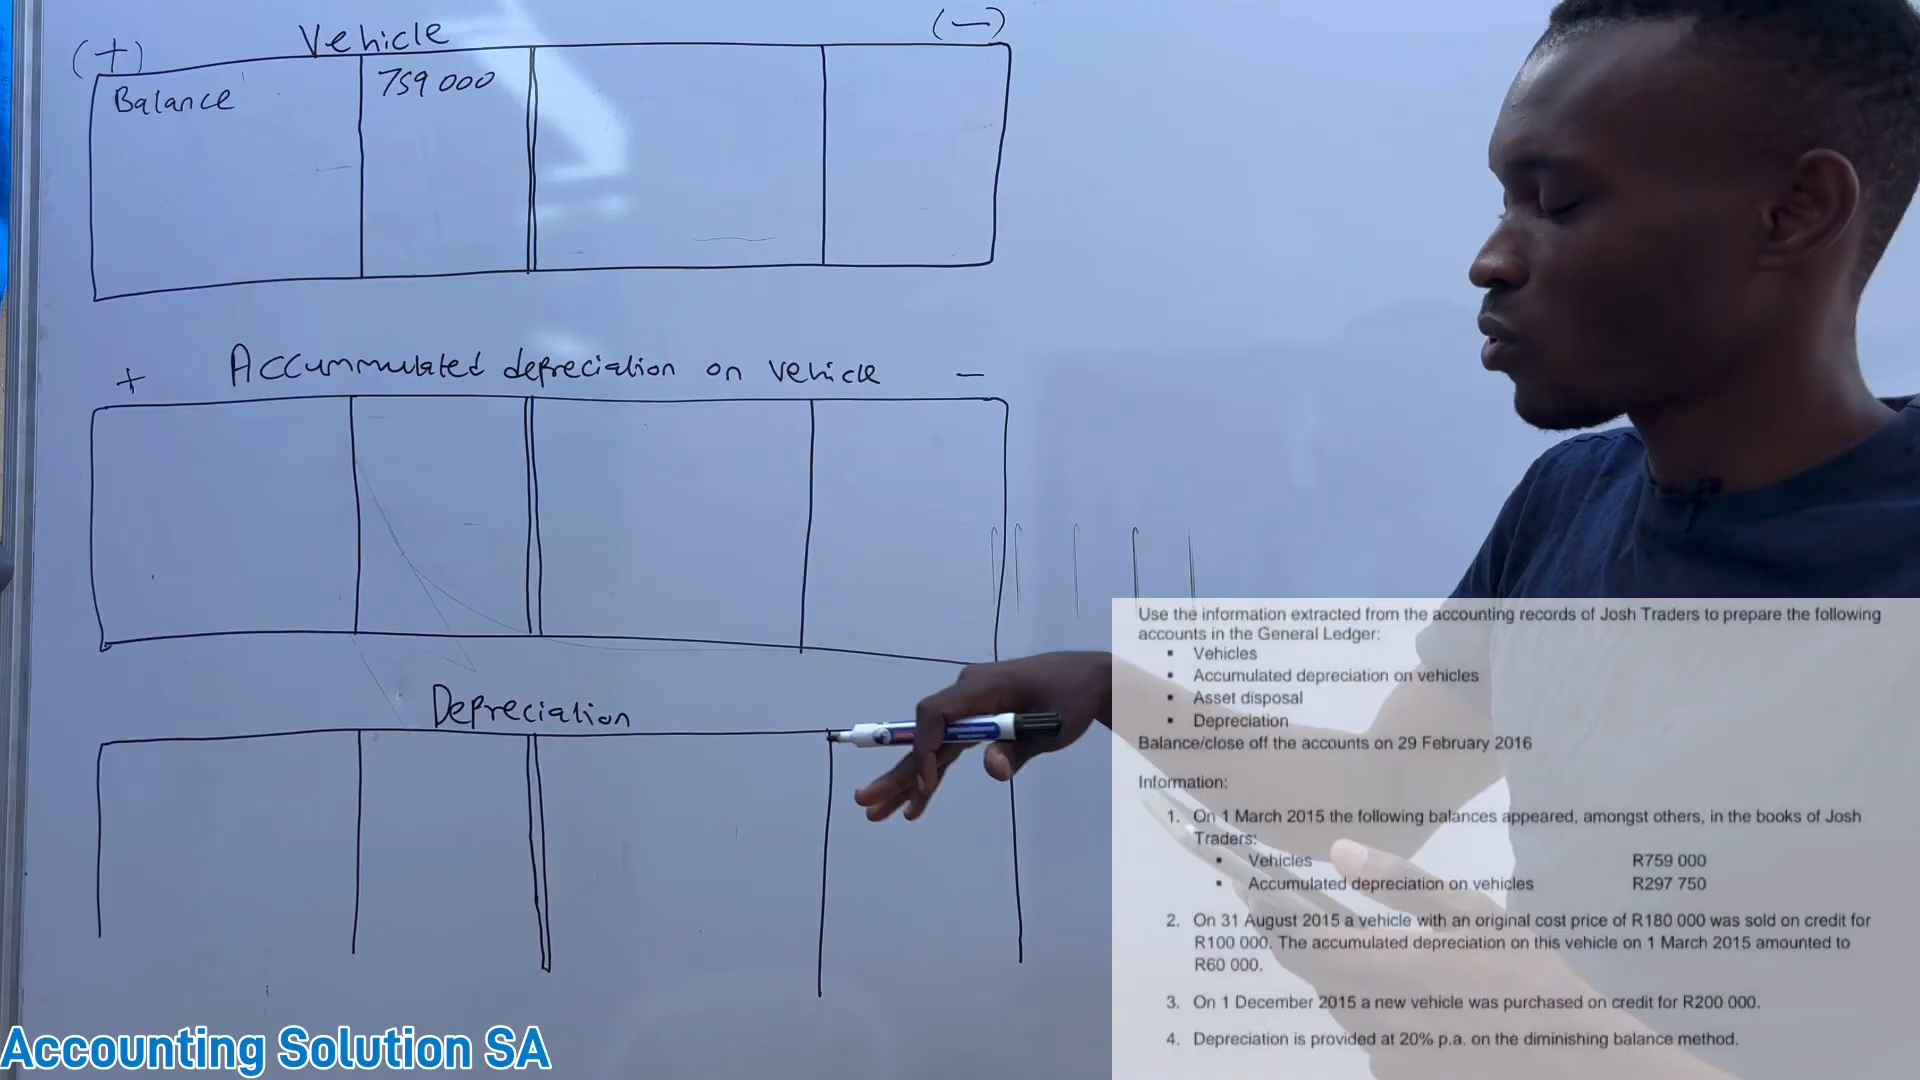 (+) Vehicle (-)
Balance 759 000
+ Accummulated depreciation on vehicle -
Depreciation
Use the information extracted from the accounting records of Josh Traders to prepare the following
accounts in the General Ledger:
▪ Vehicles
▪ Accumulated depreciation on vehicles
▪ Asset disposal
▪ Depreciation
Balance/close off the accounts on 29 February 2016
Information:
1. On 1 March 2015 the following balances appeared, amongst others, in the books of Josh
Traders:
▪ Vehicles R759 000
▪ Accumulated depreciation on vehicles R297 750
2. On 31 August 2015 a vehicle with an original cost price of R180 000 was sold on credit for
R100 000. The accumulated depreciation on this vehicle on 1 March 2015 amounted to
R60 000.
3. On 1 December 2015 a new vehicle was purchased on credit for R200 000.
4. Depreciation is provided at 20% p.a. on the diminishing balance method.
Accounting Solution SA